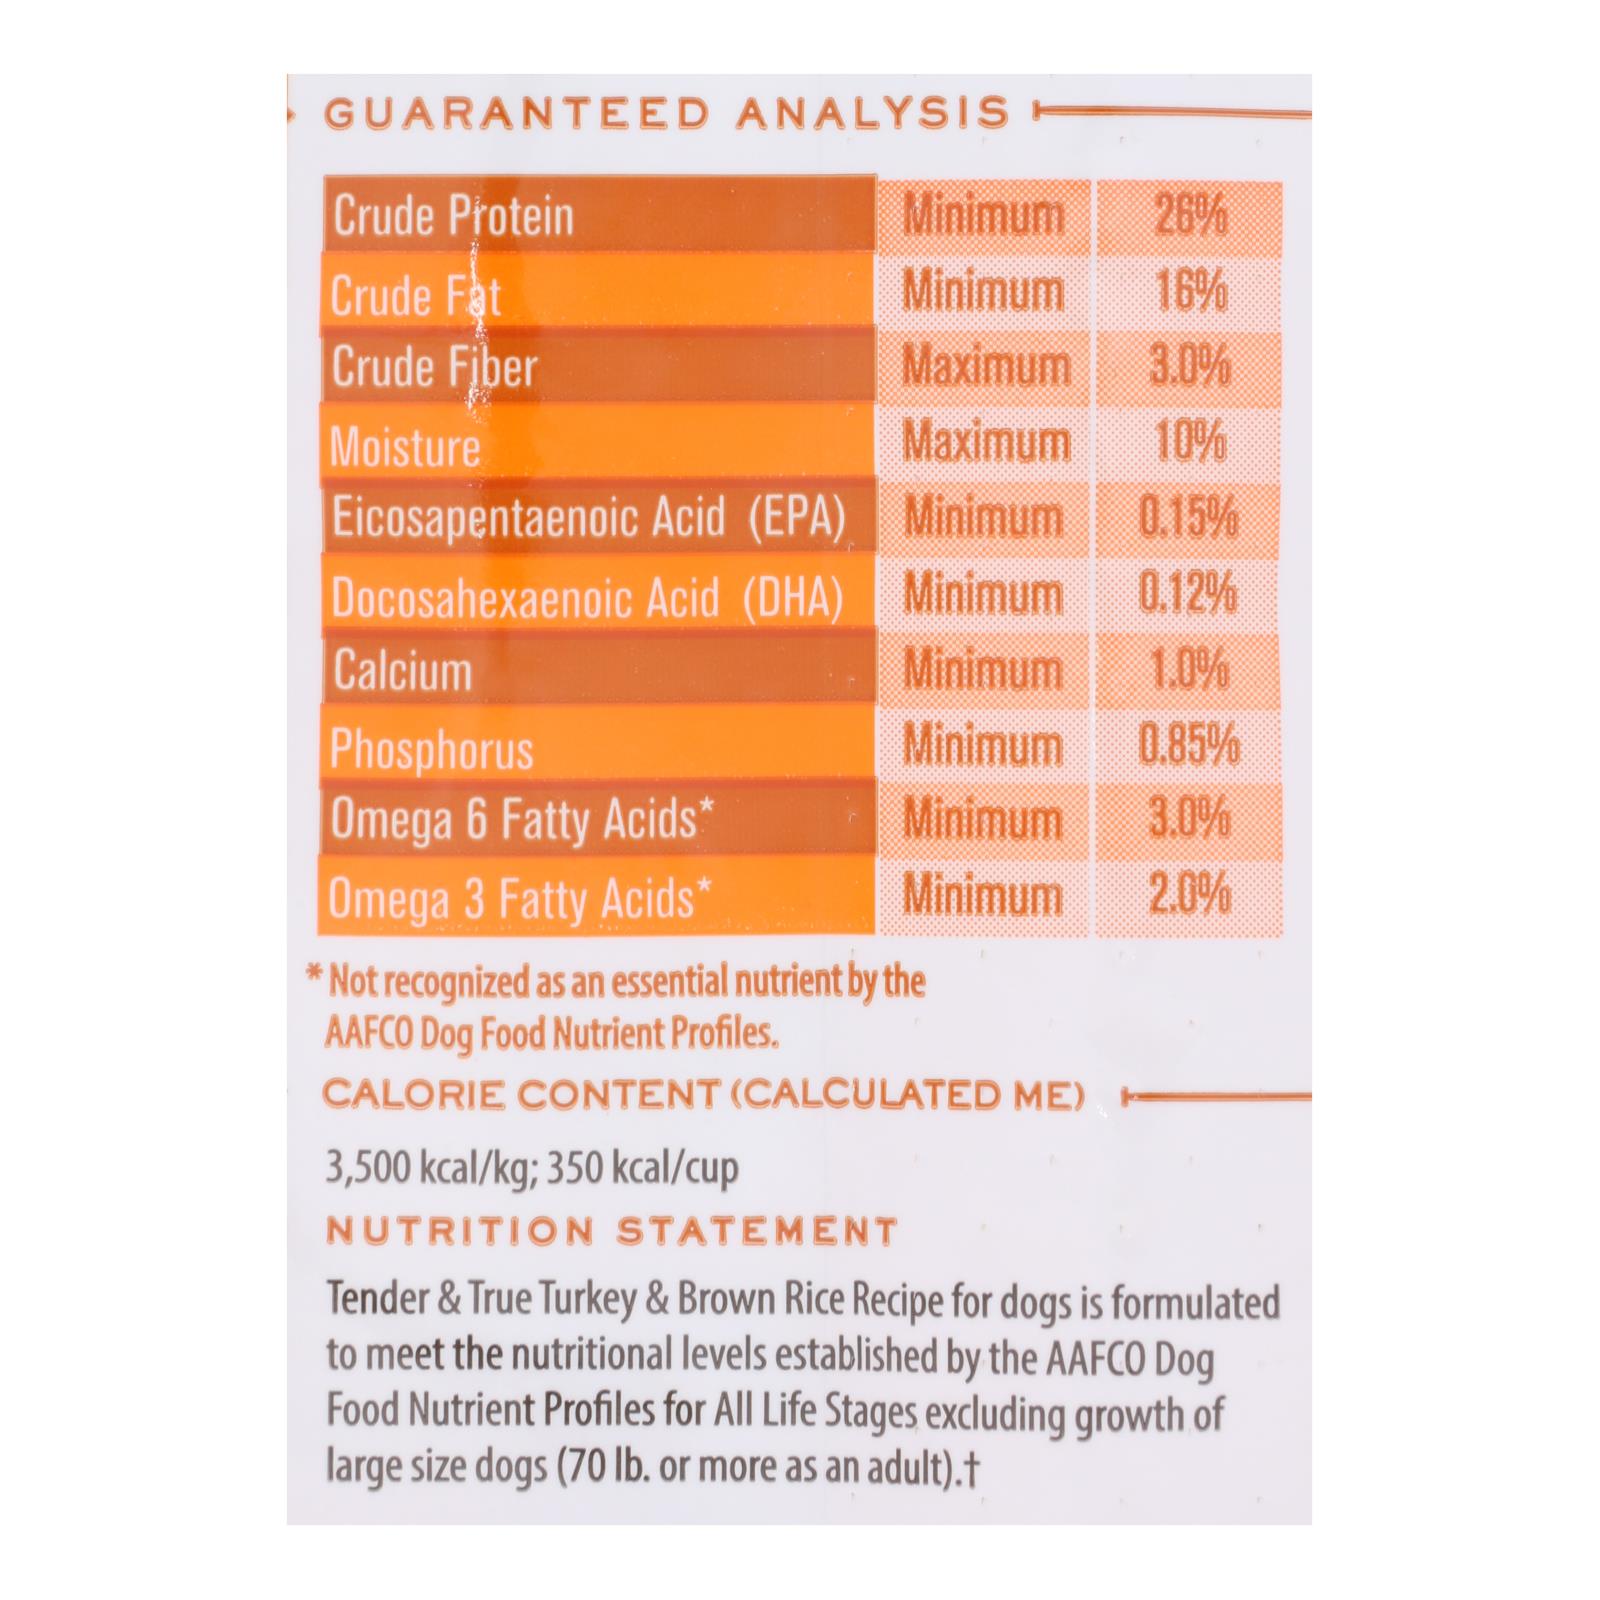 GUARANTEED ANALYSIS
Crude Protein Minimum 26%
Crude Fat Minimum 16%
Crude Fiber Maximum 3.0%
Moisture Maximum 10%
Eicosapentaenoic Acid (EPA) Minimum 0.15%
Docosahexaenoic Acid (DHA) Minimum 0.12%
Calcium Minimum 1.0%
Phosphorus Minimum 0.85%
Omega 6 Fatty Acids* Minimum 3.0%
Omega 3 Fatty Acids* Minimum 2.0%
* Not recognized as an essential nutrient by the
AAFCO Dog Food Nutrient Profiles.
CALORIE CONTENT (CALCULATED ME)
3,500 kcal/kg; 350 kcal/cup
NUTRITION STATEMENT
Tender & True Turkey & Brown Rice Recipe for dogs is formulated
to meet the nutritional levels established by the AAFCO Dog
Food Nutrient Profiles for All Life Stages excluding growth of
large size dogs (70 lb. or more as an adult).†